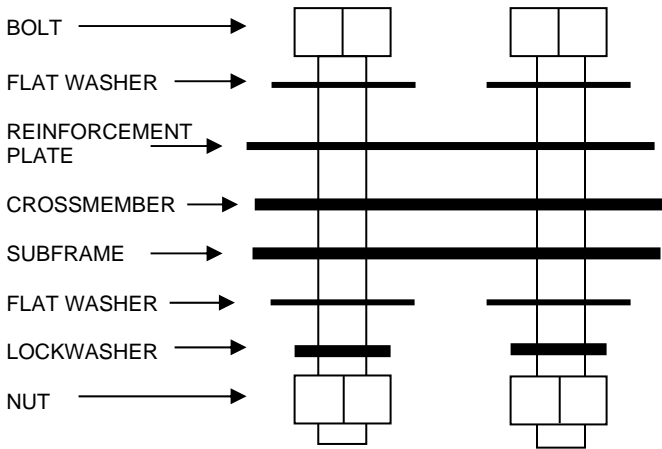 BOLT
FLAT WASHER
REINFORCEMENT
PLATE
CROSSMEMBER
SUBFRAME
FLAT WASHER
LOCKWASHER
NUT